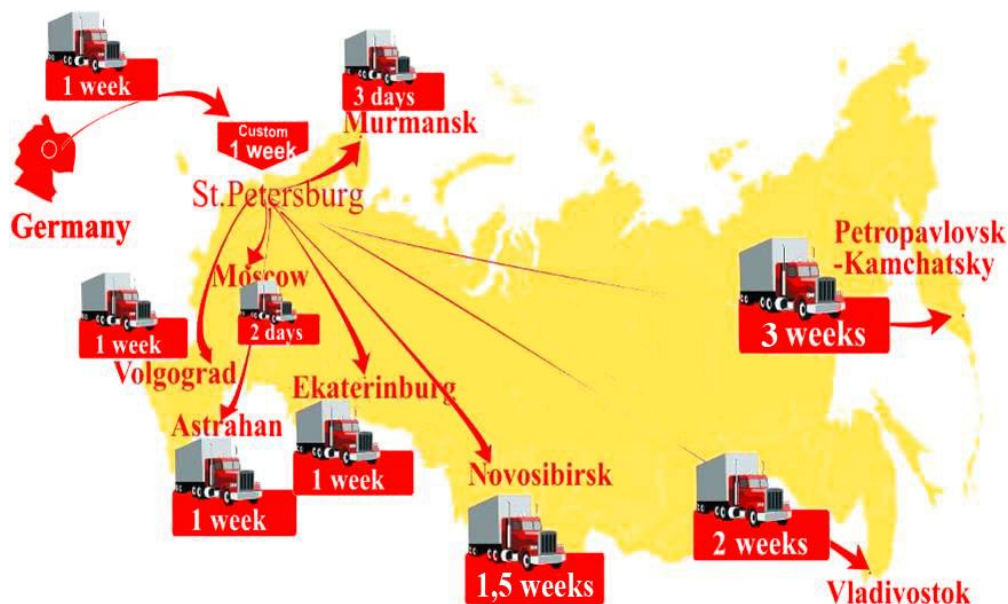 1 week
Germany
Custom
1 week
St.Petersburg
3 days
Murmansk
Moscow
2 days
1 week
Volgograd
Astrahan
1 week
Ekaterinburg
1 week
Novosibirsk
1,5 weeks
Petropavlovsk
-Kamchatsky
3 weeks
2 weeks
Vladivostok